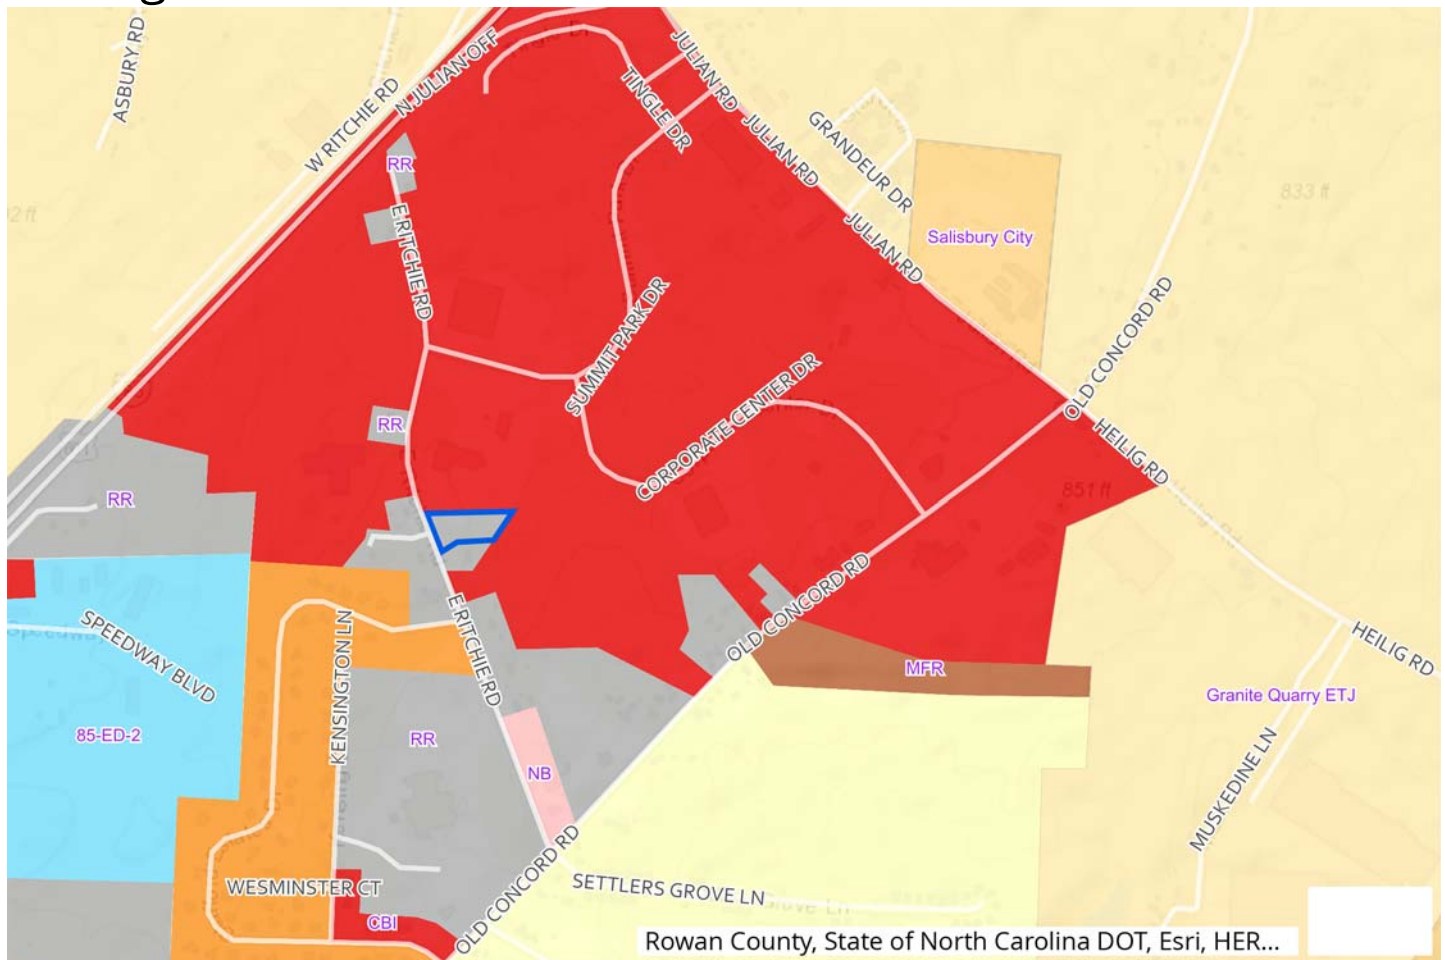 ASBURY RD
W RITCHIE RD
N JULIAN OFF
TINGLE DR
JULIAN RD
JULIAN RD
GRANDEUR DR
JULIAN RD
RR
E RITCHIE RD
833 ft
Salisbury City
SUMMIT PARK DR
OLD CONCORD RD
CORPORATE CENTER DR
RR
HEILIG RD
851 ft
RR
OLD CONCORD RD
SPEEDWAY BLVD
KENSINGTON LN
E RITCHIE RD
HEILIG RD
MFR
Granite Quarry ETJ
85-ED-2
RR
NB
MUSKEDINE LN
WESMINSTER CT
OLD CONCORD RD
SETTLERS GROVE LN
CBI
Rowan County, State of North Carolina DOT, Esri, HER...